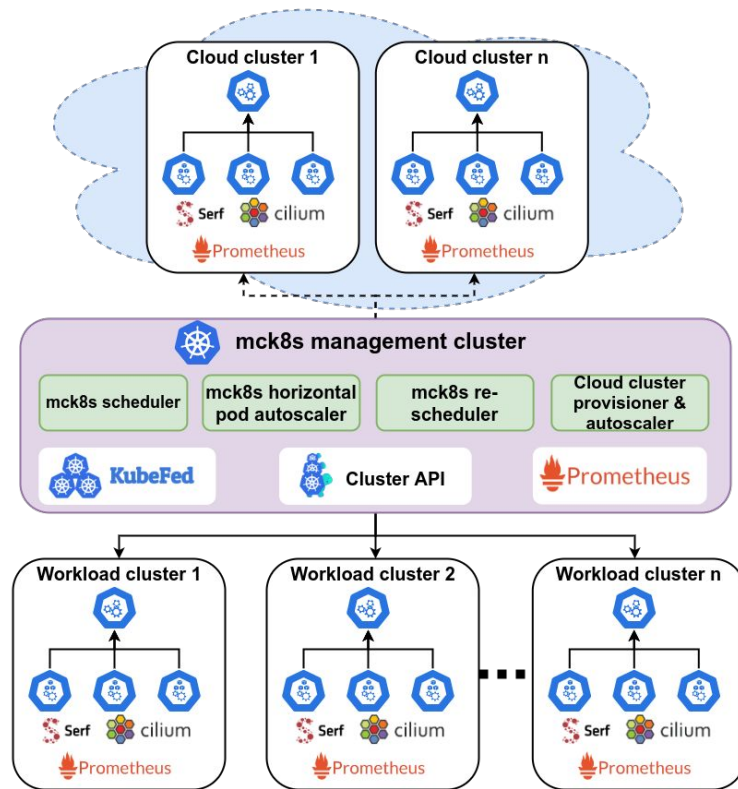 Cloud cluster 1
Cloud cluster n
Serf
cilium
Prometheus
Serf
cilium
Prometheus
mck8s management cluster
mck8s scheduler
mck8s horizontal
pod autoscaler
mck8s re-
scheduler
Cloud cluster
provisioner &
autoscaler
KubeFed
Cluster API
Prometheus
Workload cluster 1
Workload cluster 2
Workload cluster n
Serf
cilium
Prometheus
Serf
cilium
Prometheus
Serf
cilium
Prometheus